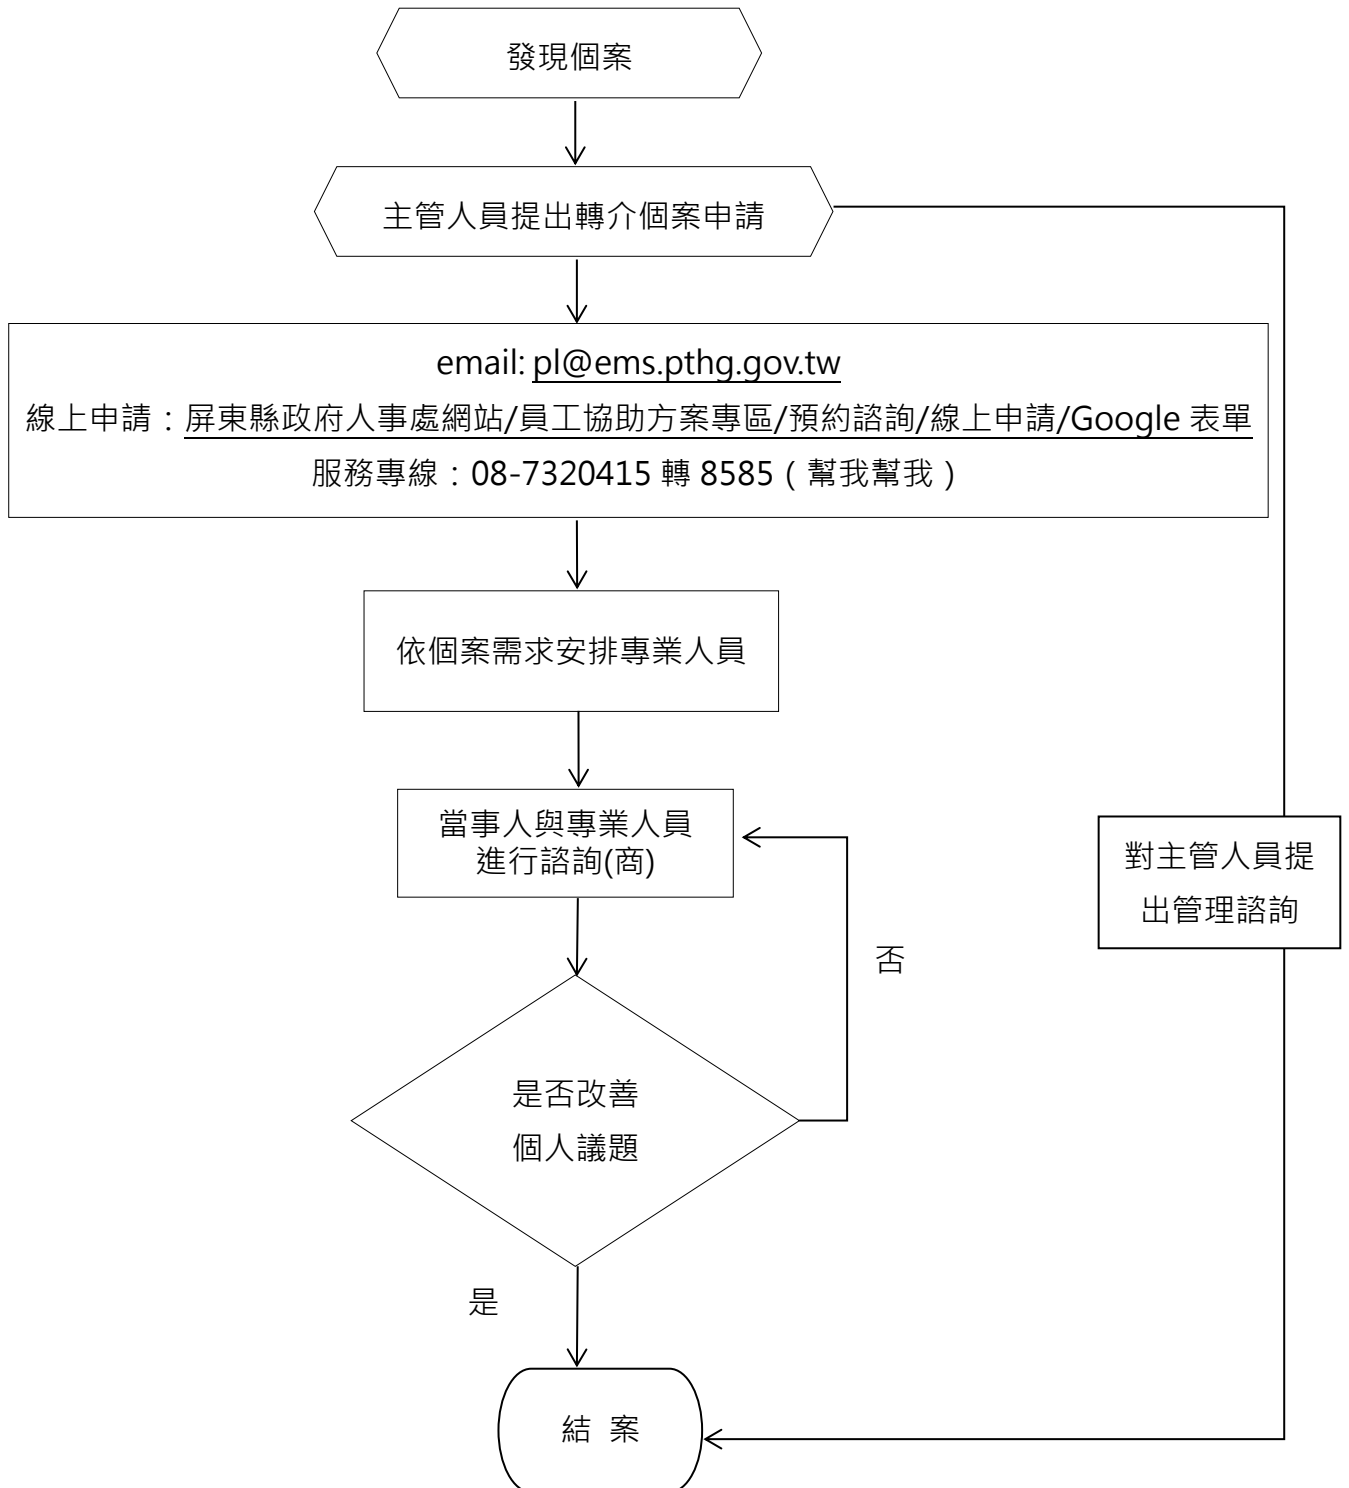 發現個案
主管人員提出轉介個案申請
email: pl@ems.pthg.gov.tw
線上申請：屏東縣政府人事處網站/員工協助方案專區/預約諮詢/線上申請/Google 表單
服務專線：08-7320415 轉 8585（幫我幫我）
依個案需求安排專業人員
當事人與專業人員
進行諮詢(商)
對主管人員提
出管理諮詢
否
是否改善
個人議題
是
結 案